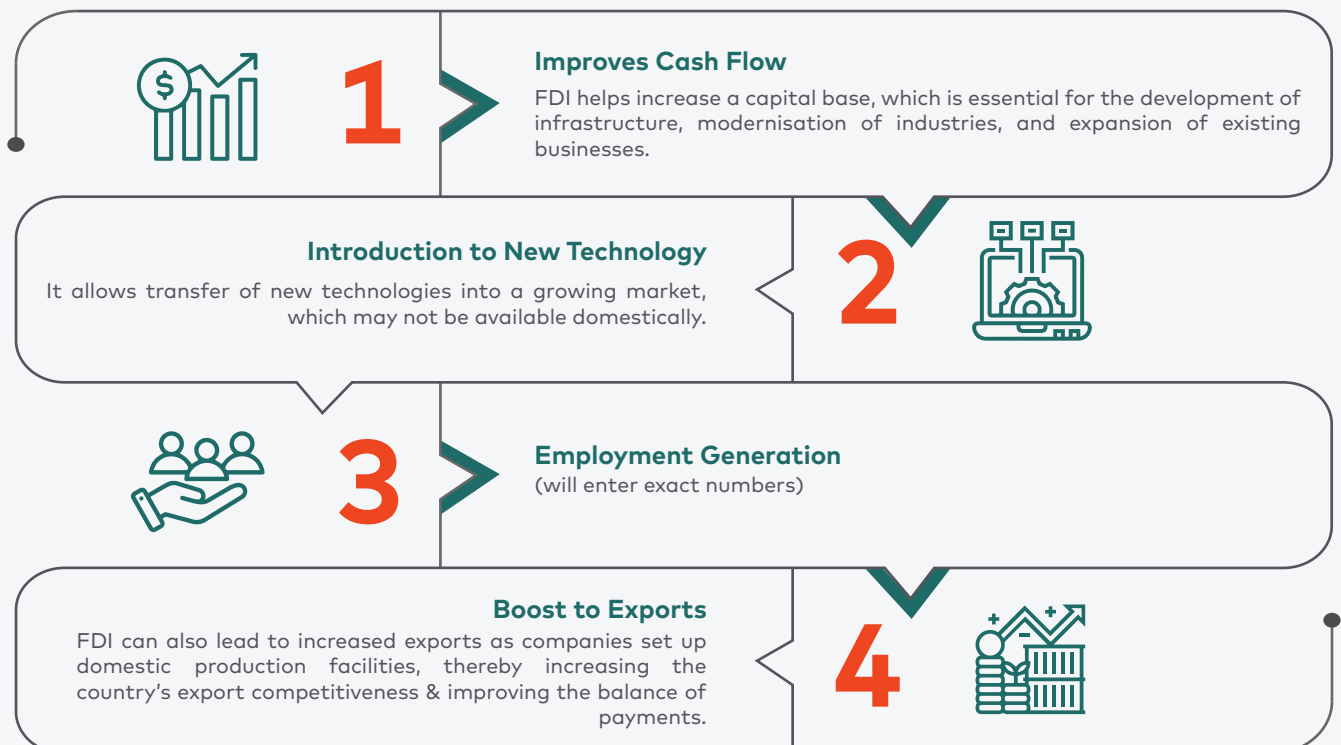 1
Improves Cash Flow
FDI helps increase a capital base, which is essential for the development of
infrastructure, modernisation of industries, and expansion of existing
businesses.
Introduction to New Technology
It allows transfer of new technologies into a growing market,
which may not be available domestically.
2
3
Employment Generation
(will enter exact numbers)
Boost to Exports
FDI can also lead to increased exports as companies set up
domestic production facilities, thereby increasing the
country’s export competitiveness & improving the balance of
payments.
4